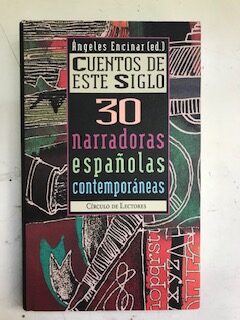 Ángeles Encinar (ed.)
CUENTOS DE
ESTE SIGLO
30
narradoras
españolas
contemporáneas
CÍRCULO DE LECTORES